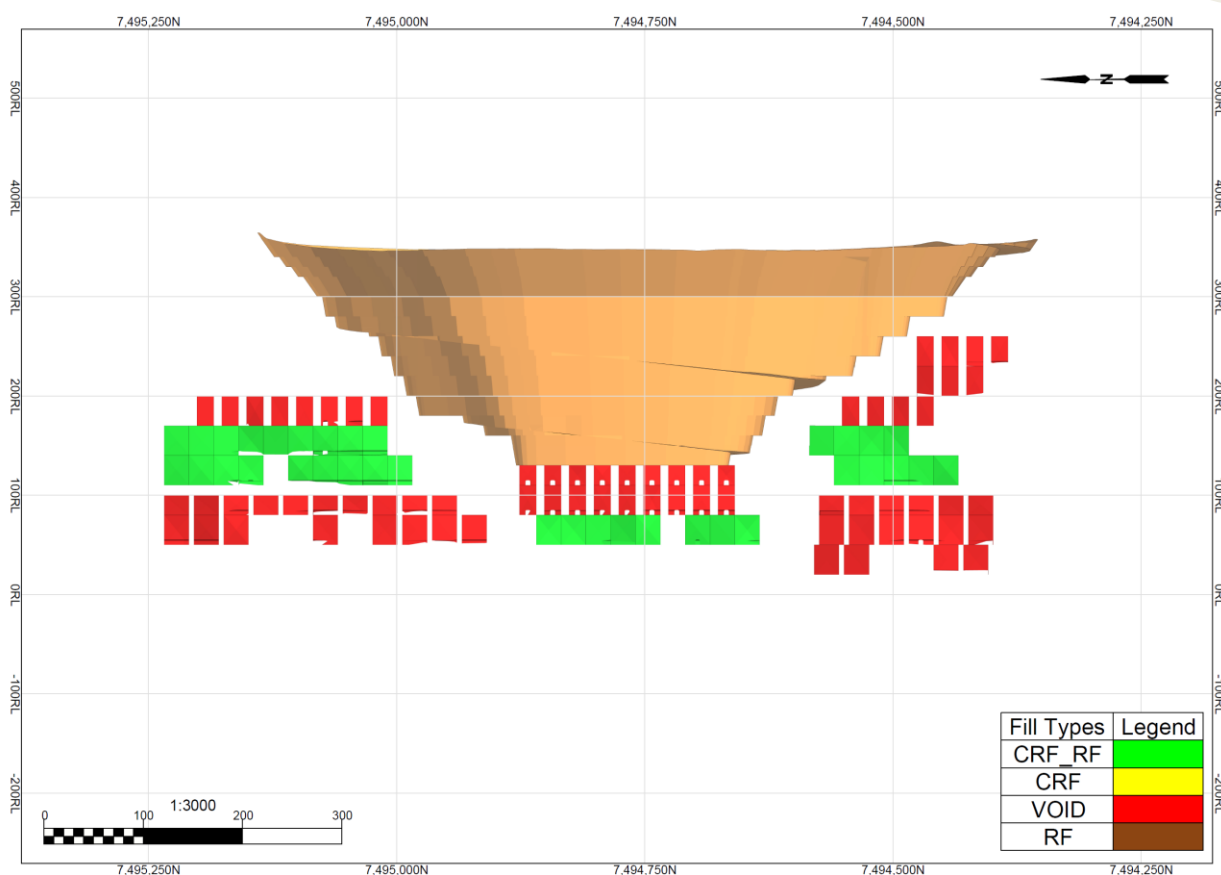 7,495,250N 7,495,000N 7,494,750N 7,494,500N 7,494,250N
N
500RL 500RL
400RL 400RL
300RL 300RL
200RL 200RL
100RL 100RL
0RL 0RL
-100RL -100RL
-200RL -200RL
Fill Types Legend
CRF_RF
CRF
VOID
RF
1:3000
0 100 200 300
7,495,250N 7,495,000N 7,494,750N 7,494,500N 7,494,250N